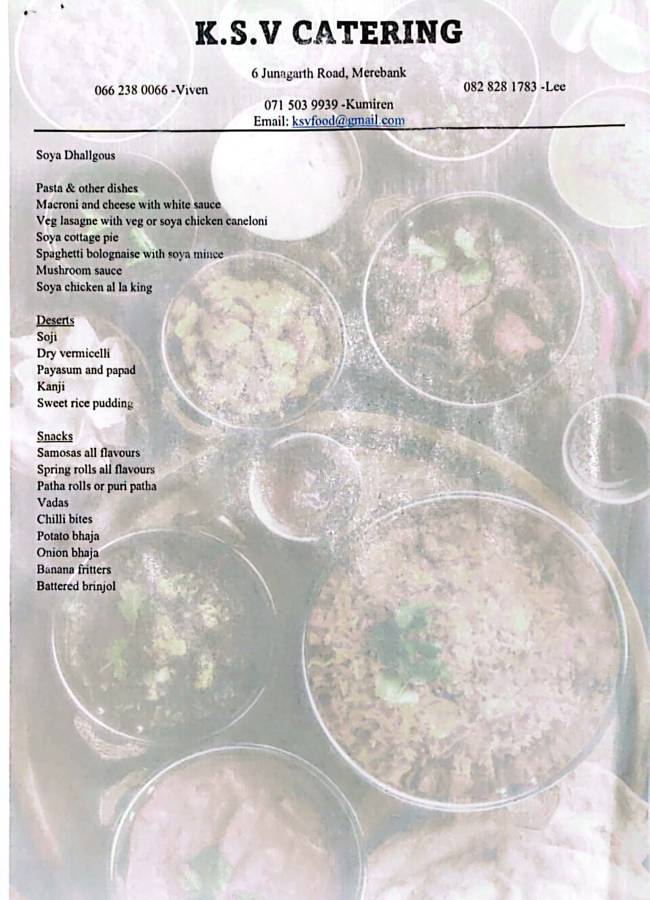 K.S.V CATERING
6 Junagarth Road, Merebank
066 238 0066 -Viven
082 828 1783 -Lee
071 503 9939 -Kumiren
Email: ksvfood@gmail.com
Soya Dhallgous
Pasta & other dishes
Macroni and cheese with white sauce
Veg lasagne with veg or soya chicken caneloni
Soya cottage pie
Spaghetti bolognaise with soya mince
Mushroom sauce
Soya chicken al la king
Deserts
Soji
Dry vermicelli
Payasum and papad
Kanji
Sweet rice pudding
Snacks
Samosas all flavours
Spring rolls all flavours
Patha rolls or puri patha
Vadas
Chilli bites
Potato bhaja
Onion bhaja
Banana fritters
Battered brinjol